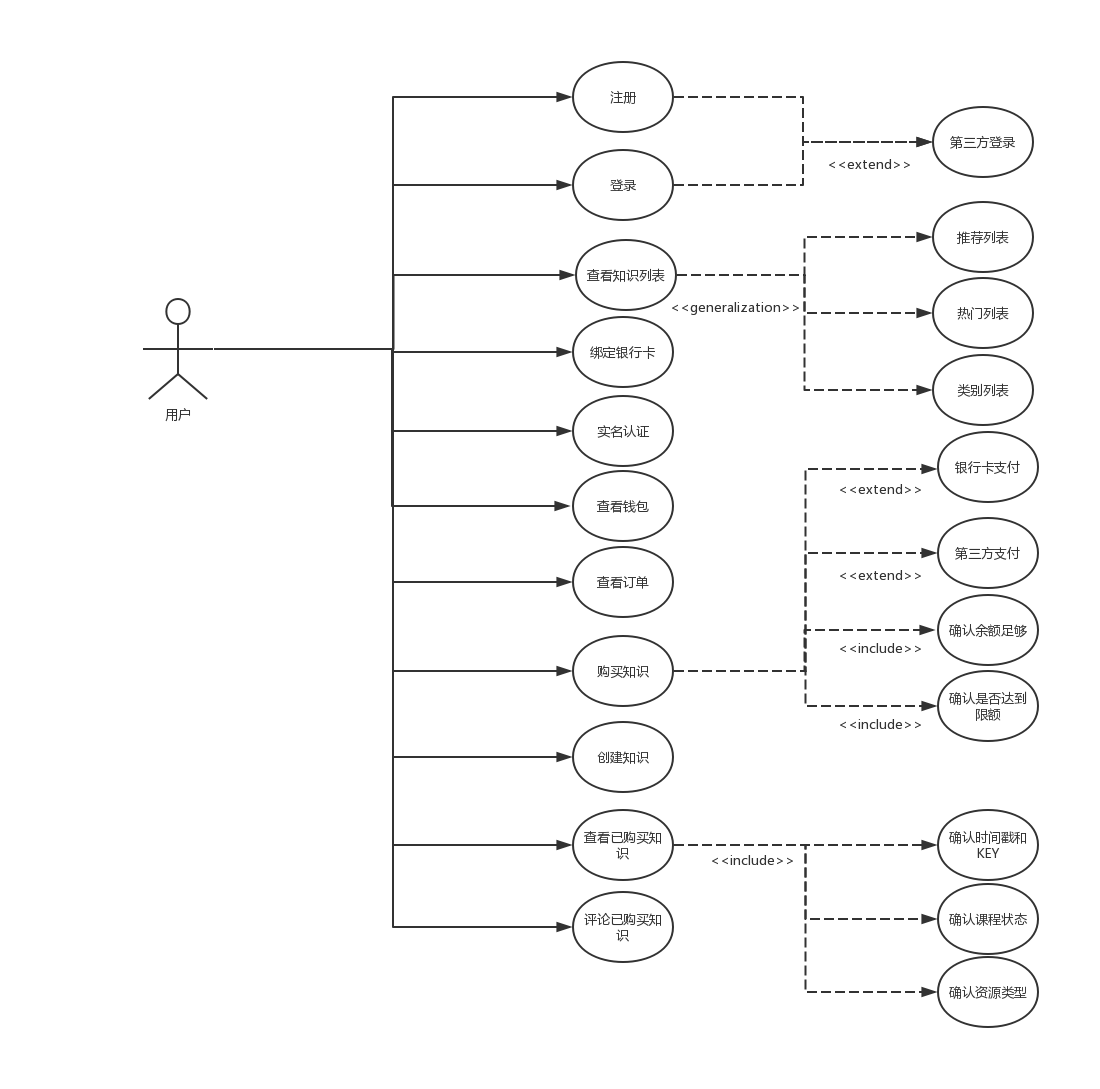 注册
第三方登录
<<extend>>
登录
推荐列表
查看知识列表
<<generalization>>
热门列表
绑定银行卡
类别列表
用户
实名认证
银行卡支付
<<extend>>
查看钱包
第三方支付
<<extend>>
查看订单
确认余额足够
<<include>>
购买知识
确认是否达到
限额
<<include>>
创建知识
查看已购买知
识
<<include>>
确认时间戳和
KEY
评论已购买知
识
确认课程状态
确认资源类型